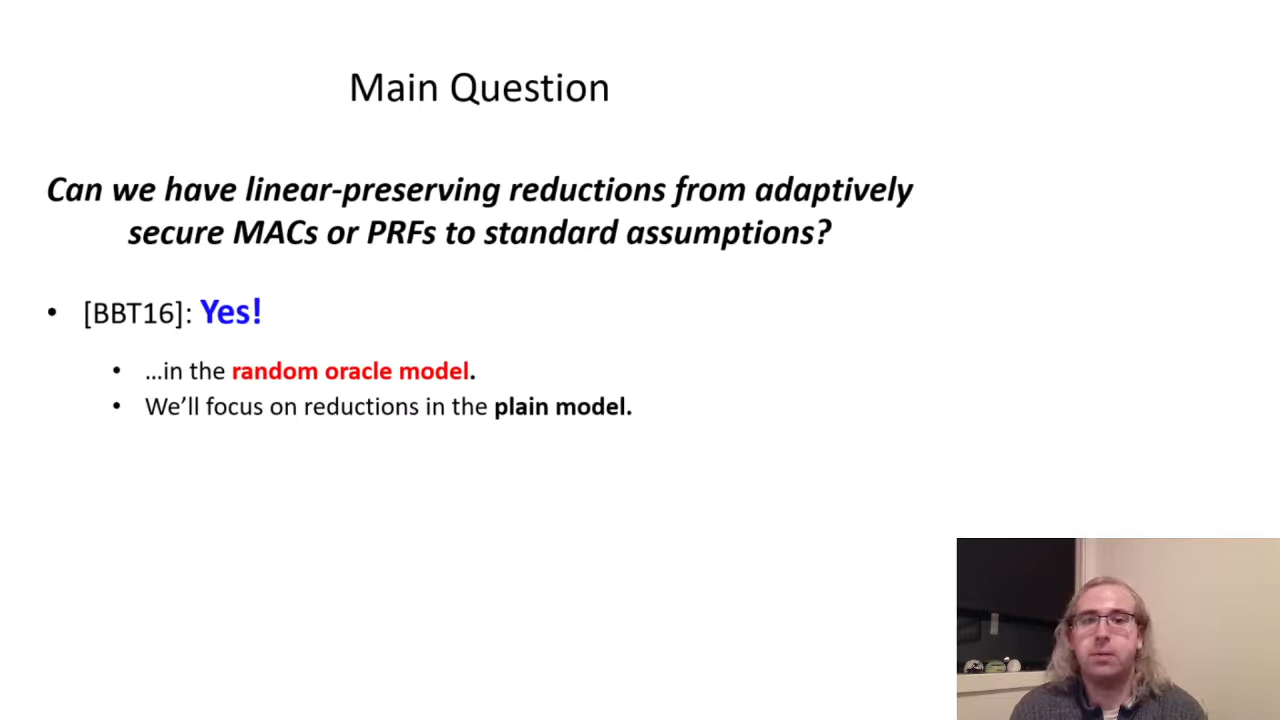 Main Question
Can we have linear-preserving reductions from adaptively
secure MACs or PRFs to standard assumptions?
• [BBT16]: Yes!
• …in the random oracle model.
• We’ll focus on reductions in the plain model.